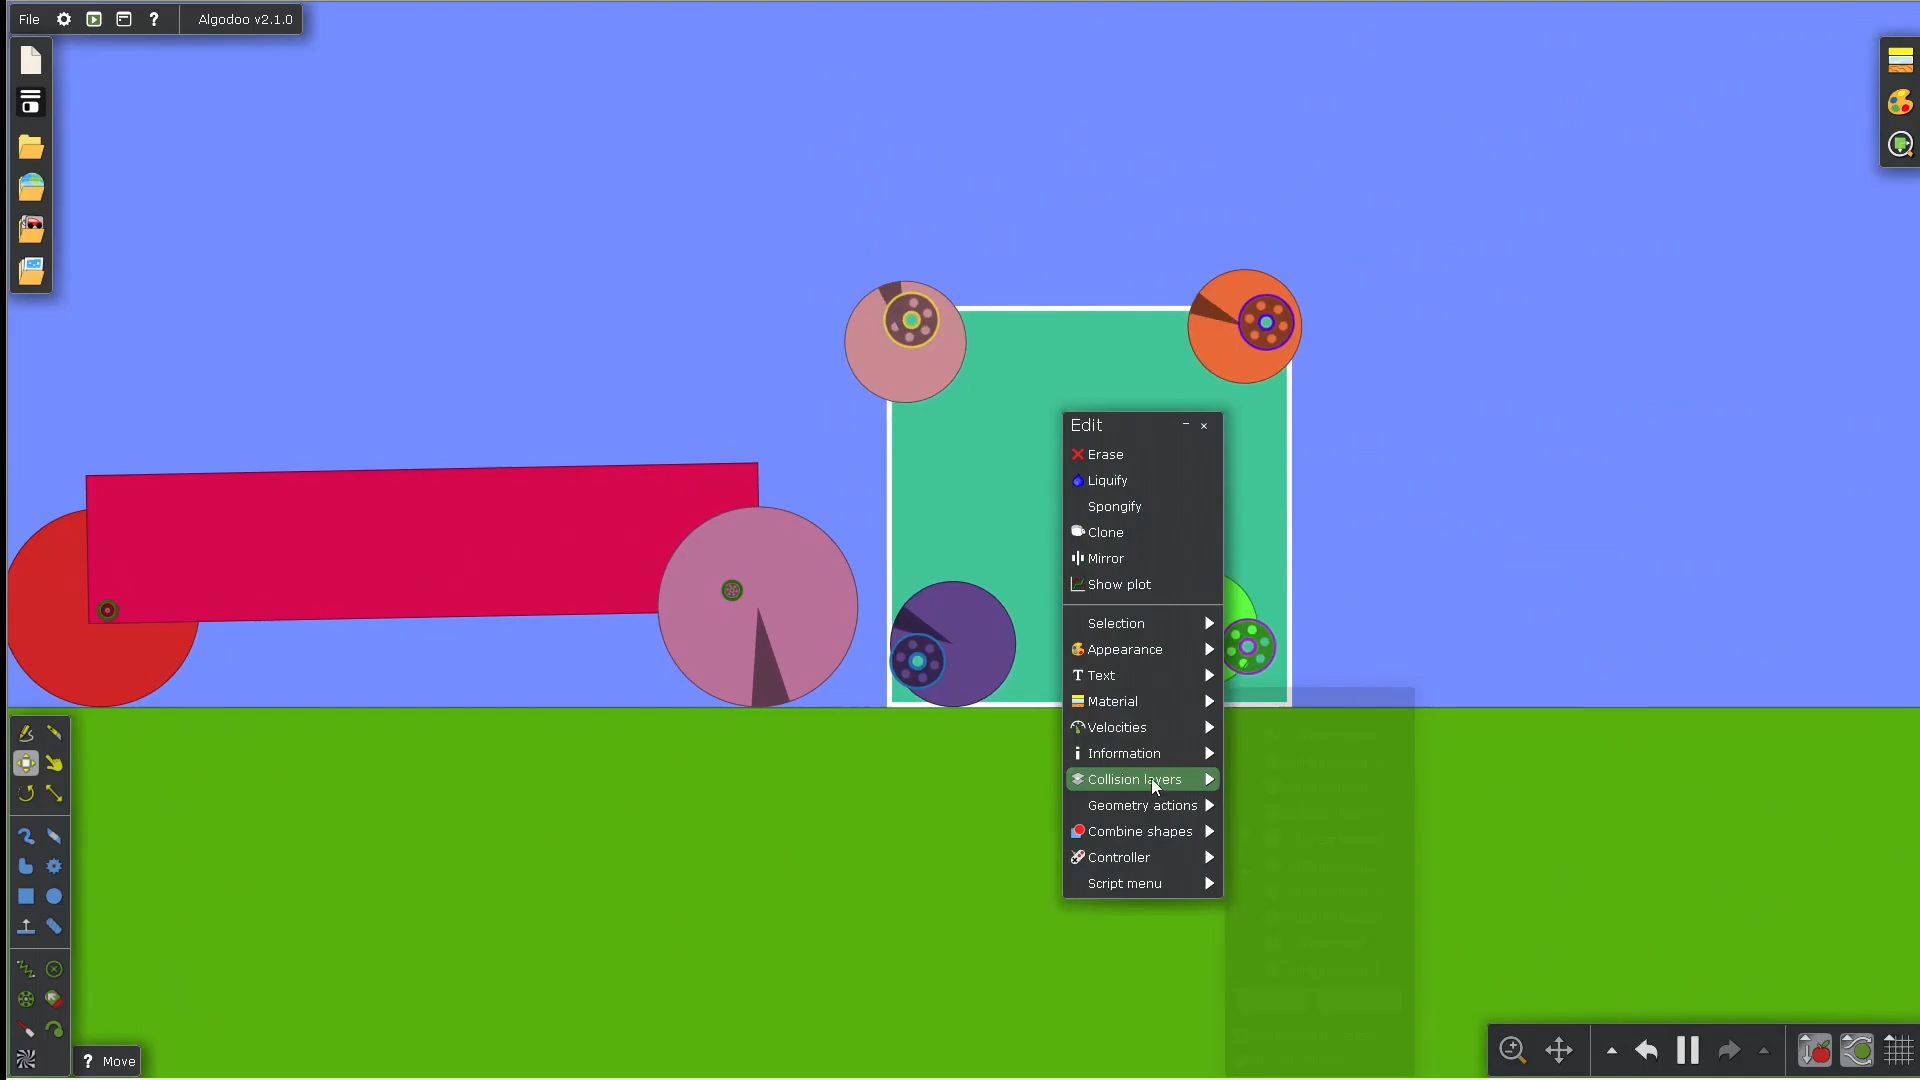 File
?
Algodoo v2.1.0
Edit
Erase
Liquify
Spongify
Clone
Mirror
Show plot
Selection
Appearance
Text
Material
Velocities
Information
Collision layers
Geometry actions
Combine shapes
Controller
Script menu
? Move